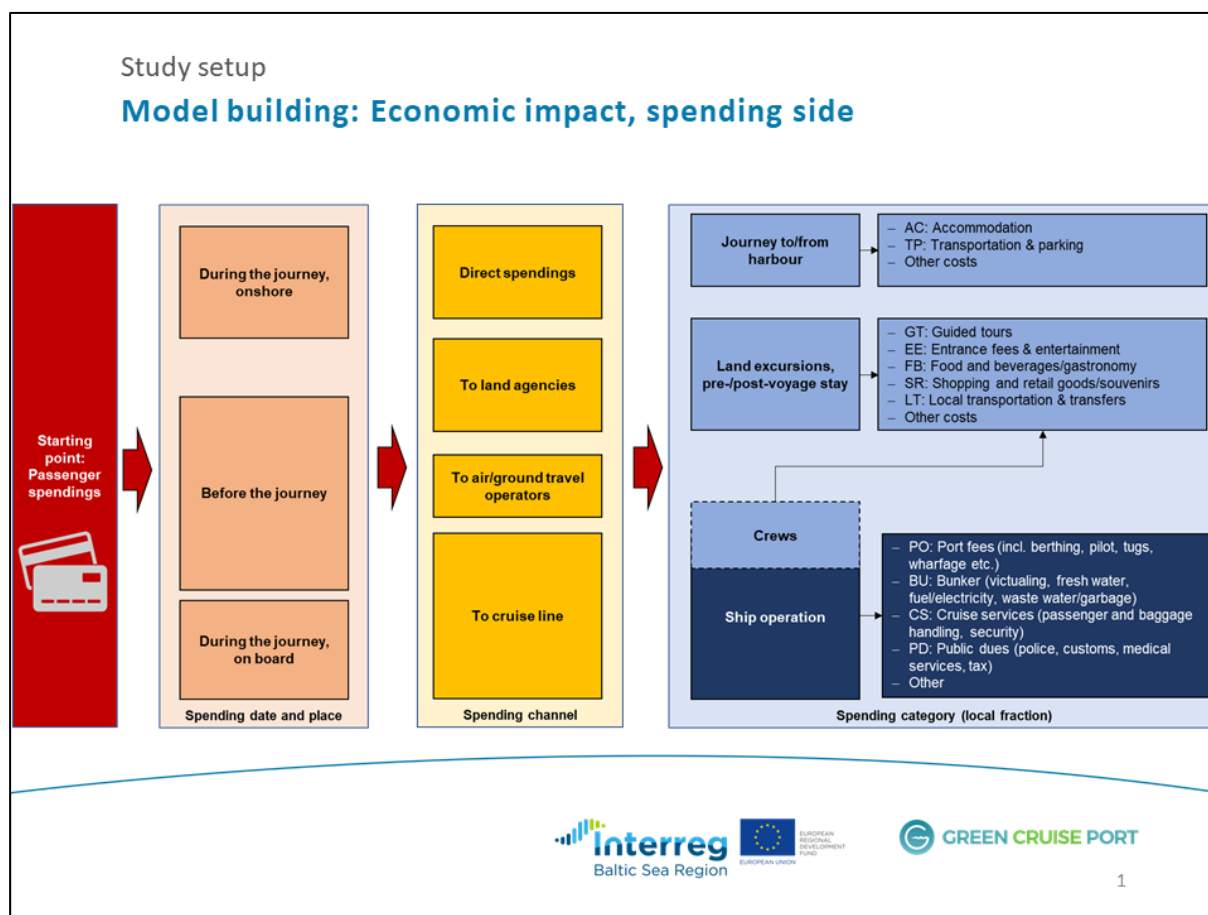 Study setup
Model building: Economic impact, spending side
Starting
point:
Passenger
spendings
During the journey,
onshore
Before the journey
During the journey,
on board
Spending date and place
Direct spendings
To land agencies
To air/ground travel
operators
To cruise line
Spending channel
Journey to/from
harbour
– AC: Accommodation
– TP: Transportation & parking
– Other costs
Land excursions,
pre-/post-voyage stay
– GT: Guided tours
– EE: Entrance fees & entertainment
– FB: Food and beverages/gastronomy
– SR: Shopping and retail goods/souvenirs
– LT: Local transportation & transfers
– Other costs
Crews
Ship operation
– PO: Port fees (incl. berthing, pilot, tugs,
wharfage etc.)
– BU: Bunker (victualing, fresh water,
fuel/electricity, waste water/garbage)
– CS: Cruise services (passenger and baggage
handling, security)
– PD: Public dues (police, customs, medical
services, tax)
– Other
Spending category (local fraction)
Interreg
Baltic Sea Region
EUROPEAN UNION
EUROPEAN
REGIONAL
DEVELOPMENT
FUND
GREEN CRUISE PORT
1